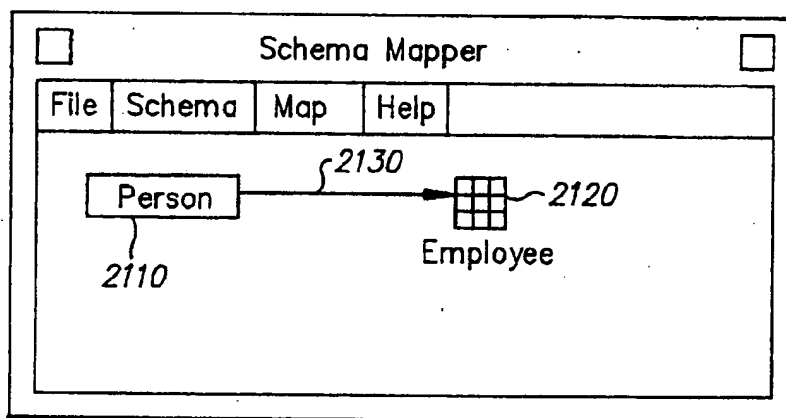 Schema Mapper
File Schema Map Help
2130
Person 2120
Employee
2110